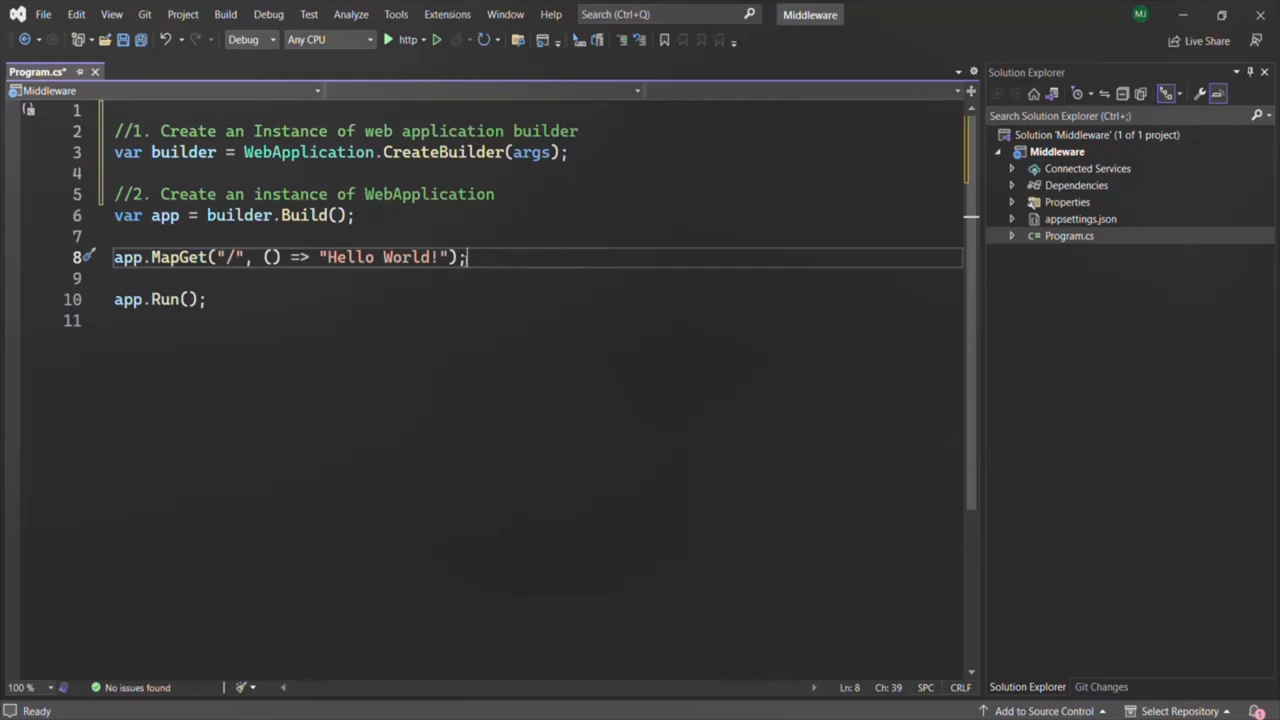 File Edit View Git Project Build Debug Test Analyze Tools Extensions Window Help Search (Ctrl+Q) Middleware MJ
Debug Any CPU http Live Share
Program.cs*
Middleware
1
2 //1. Create an Instance of web application builder
3 var builder = WebApplication.CreateBuilder(args);
4
5 //2. Create an instance of WebApplication
6 var app = builder.Build();
7
8 app.MapGet("/", () => "Hello World!");
9
10 app.Run();
11
Solution Explorer
Search Solution Explorer (Ctrl+;)
Solution 'Middleware' (1 of 1 project)
Middleware
Connected Services
Dependencies
Properties
appsettings.json
C# Program.cs
100 % No issues found Ln: 8 Ch: 39 SPC CRLF
Solution Explorer Git Changes
Ready Add to Source Control Select Repository 1